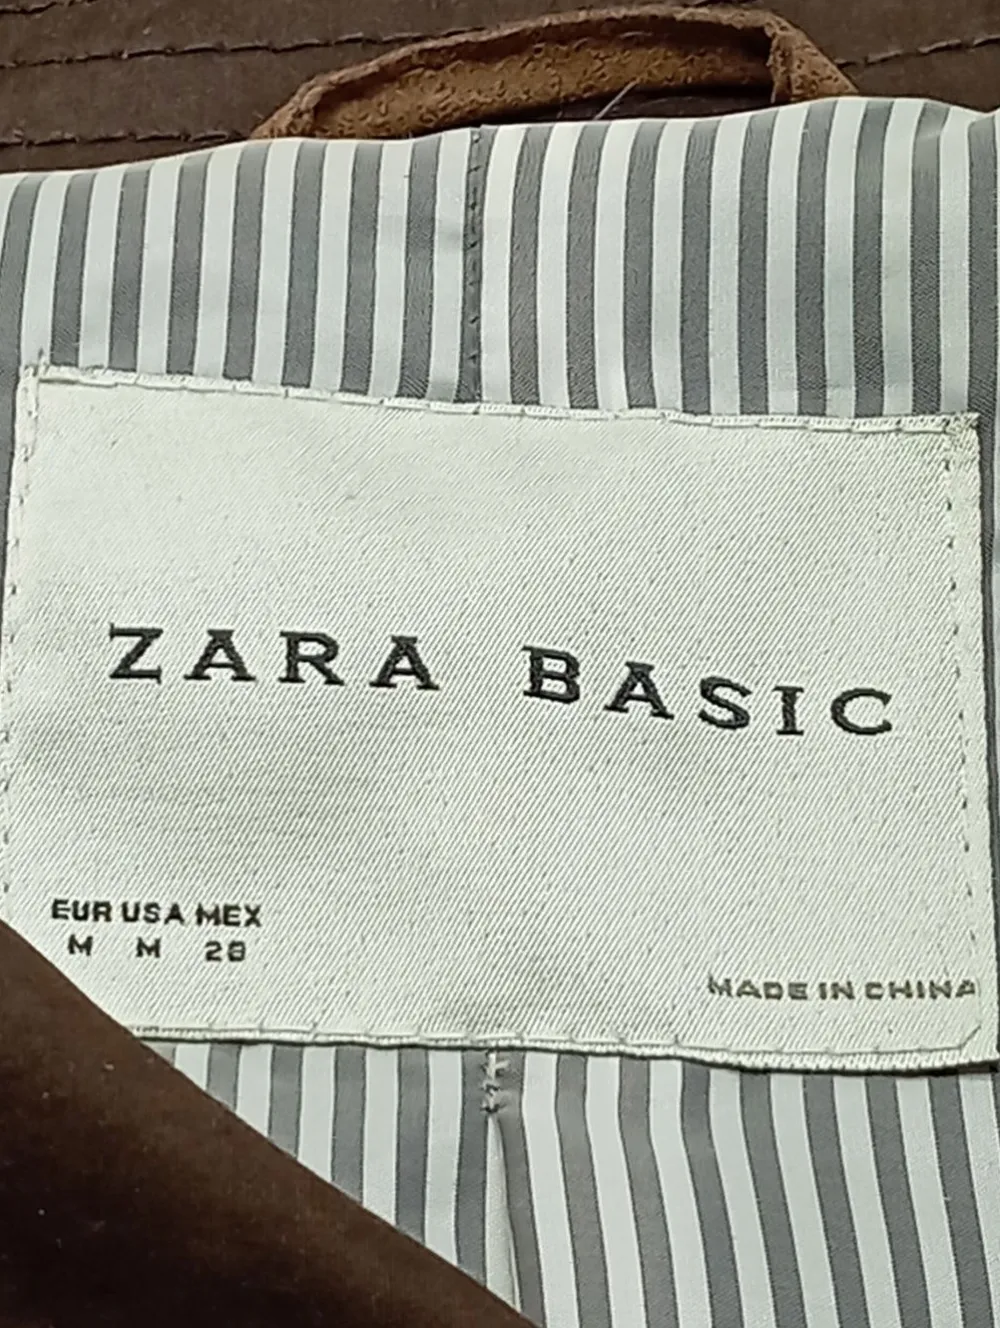 ZARA BASIC
EUR USA MEX
M M 28
MADE IN CHINA